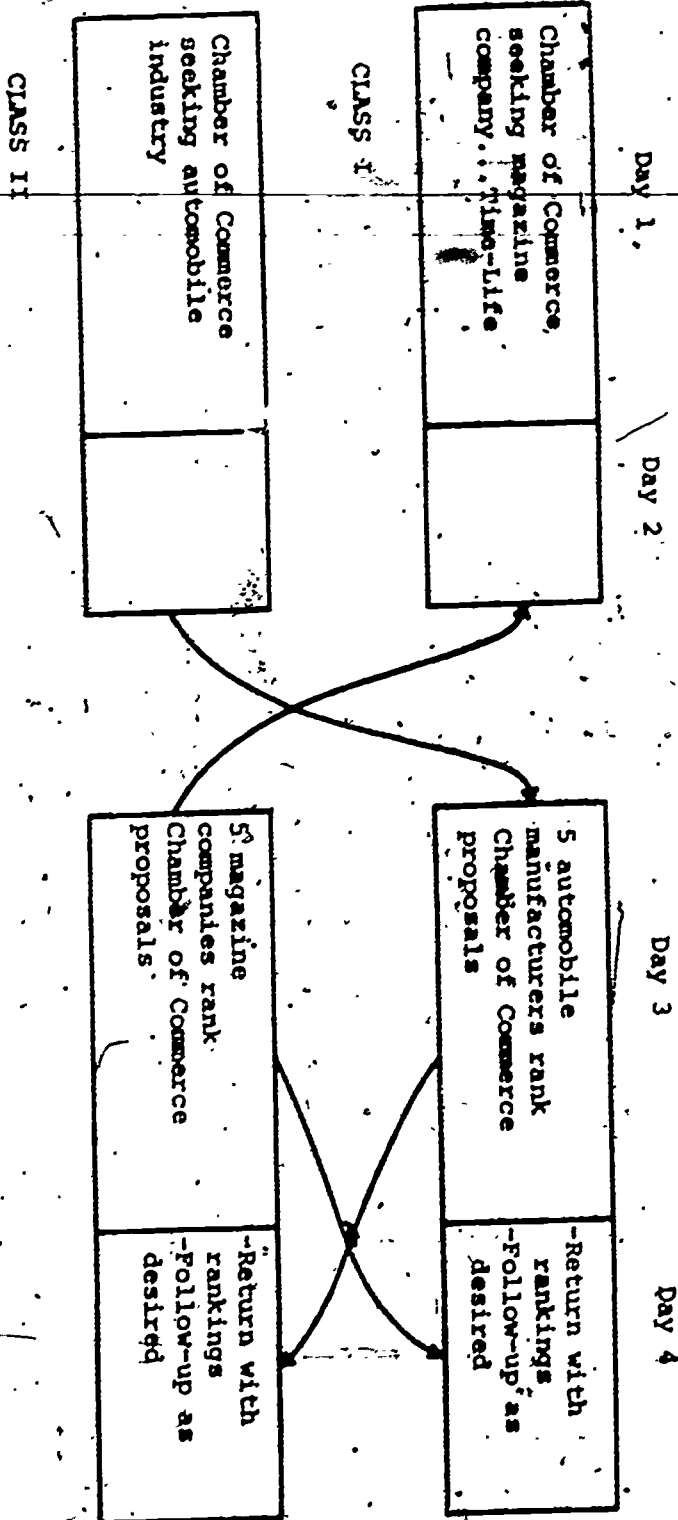 Day 1
Day 2
Day 3
Day 4
Chamber of Commerce,
seeking magazine
company...Time-Life
5 automobile
manufacturers rank
Chamber of Commerce
proposals
-Return with
rankings
-Follow-up as
desired
CLASS I
Chamber of Commerce
seeking automobile
industry
5 magazine
companies rank
Chamber of Commerce
proposals
-Return with
rankings
-Follow-up as
desired
CLASS II